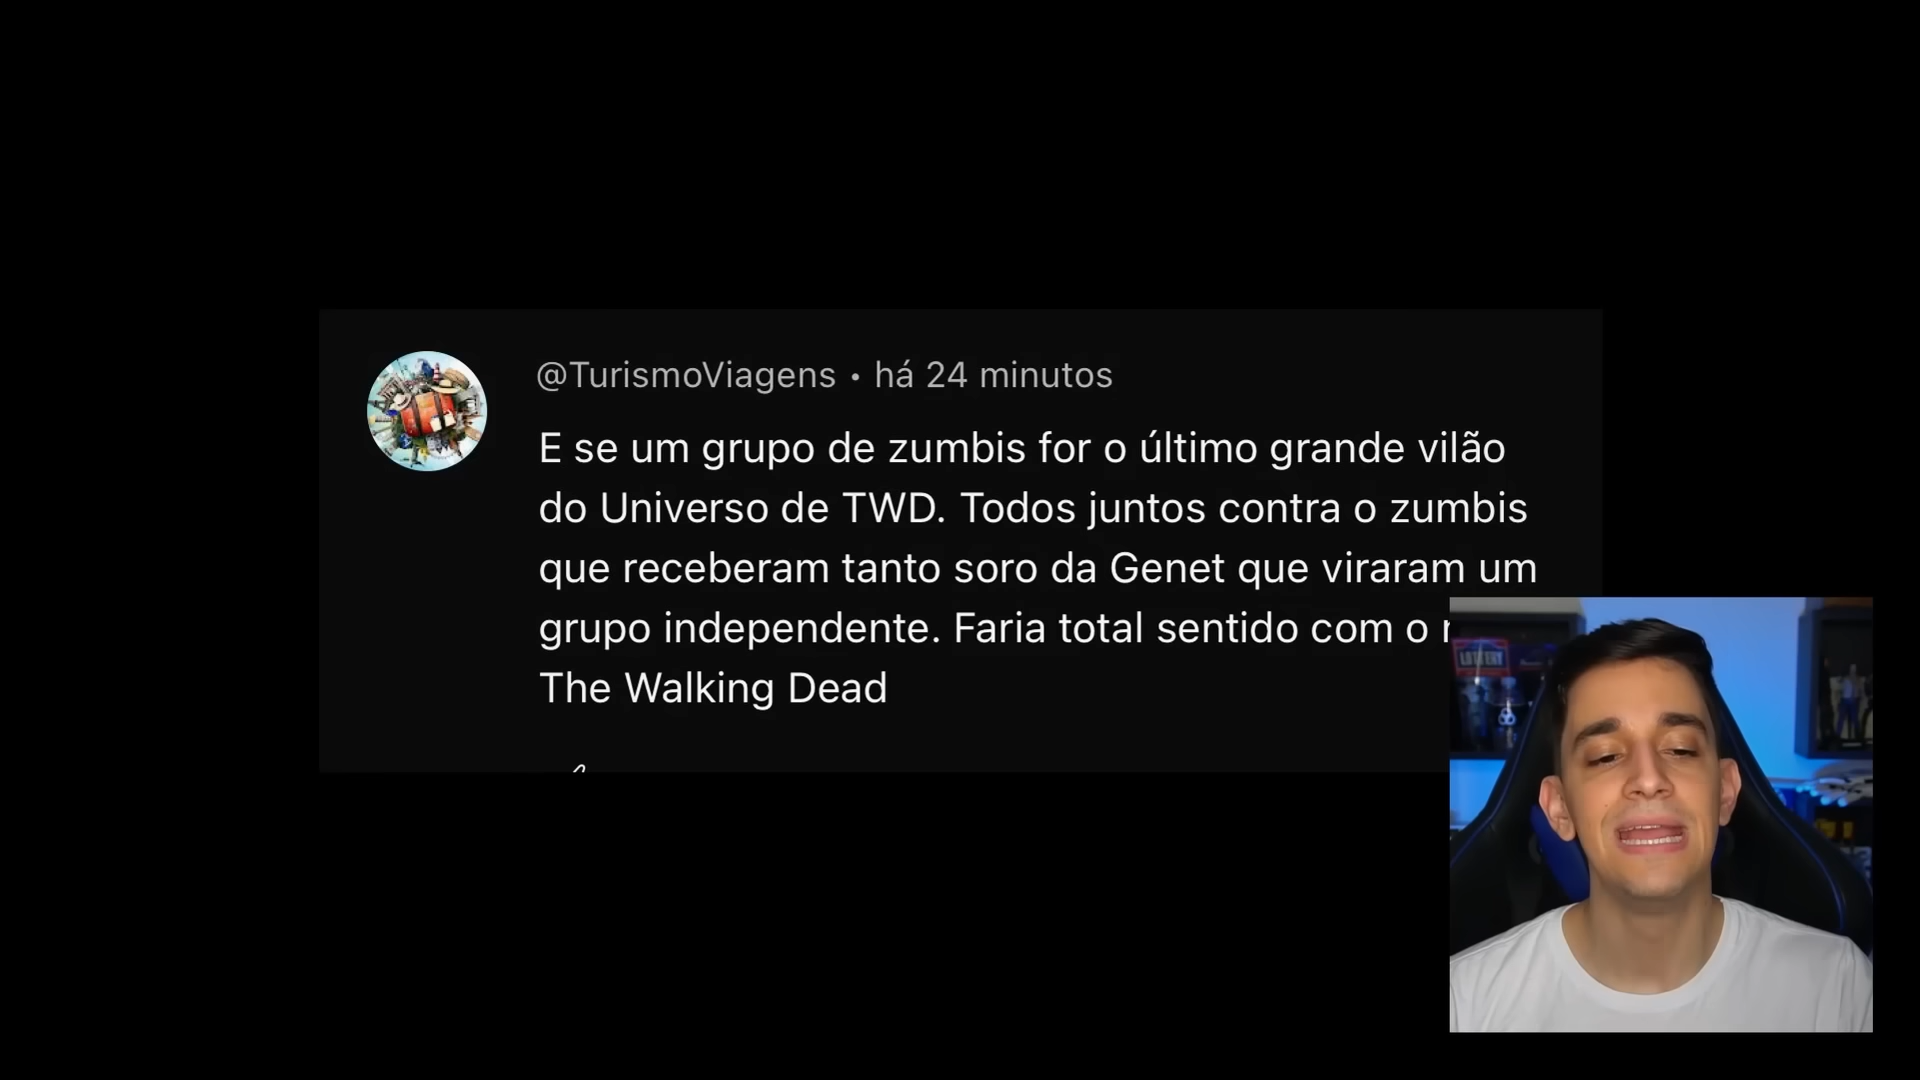 @TurismoViagens • há 24 minutos
E se um grupo de zumbis for o último grande vilão
do Universo de TWD. Todos juntos contra o zumbis
que receberam tanto soro da Genet que viraram um
grupo independente. Faria total sentido com o
The Walking Dead
LOTTERY